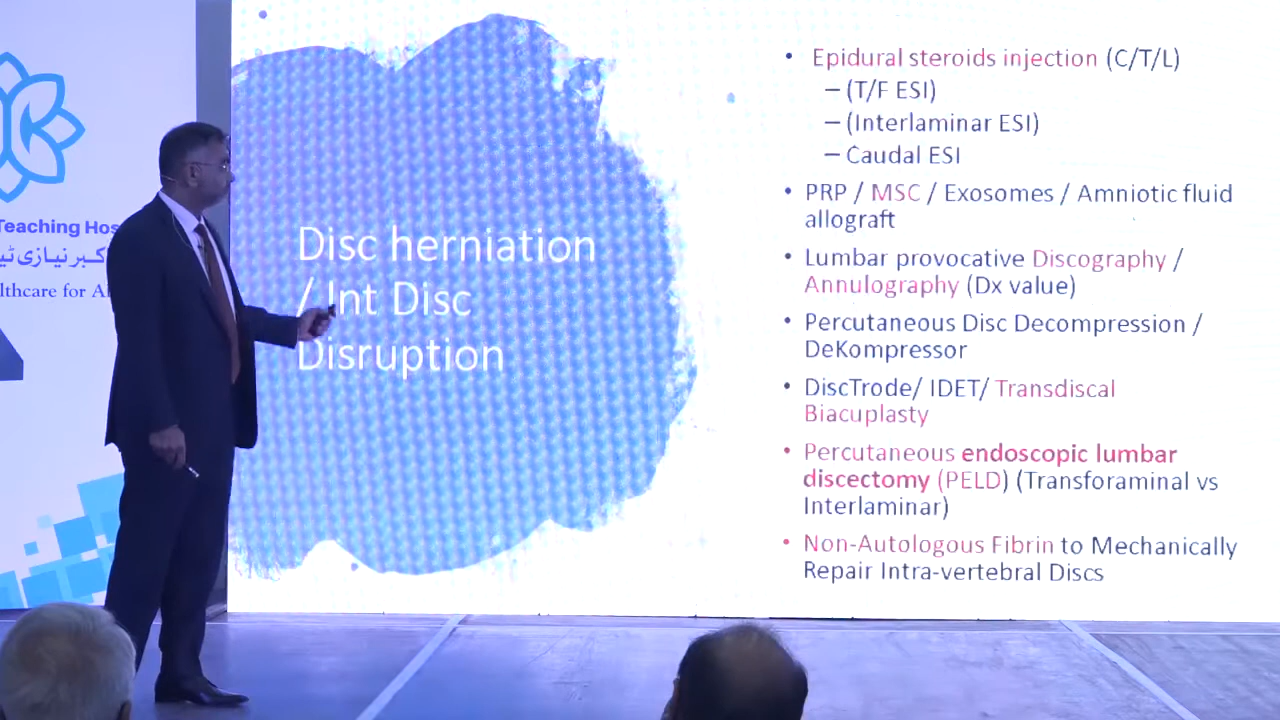 Teaching Hos
کبر نیازی ٹی
lthcare for A
Disc herniation
/ Int Disc
Disruption
• Epidural steroids injection (C/T/L)
– (T/F ESI)
– (Interlaminar ESI)
– Caudal ESI
• PRP / MSC / Exosomes / Amniotic fluid
allograft
• Lumbar provocative Discography /
Annulography (Dx value)
• Percutaneous Disc Decompression /
DeKompressor
• DiscTrode/ IDET/ Transdiscal
Biacuplasty
• Percutaneous endoscopic lumbar
discectomy (PELD) (Transforaminal vs
Interlaminar)
• Non-Autologous Fibrin to Mechanically
Repair Intra-vertebral Discs